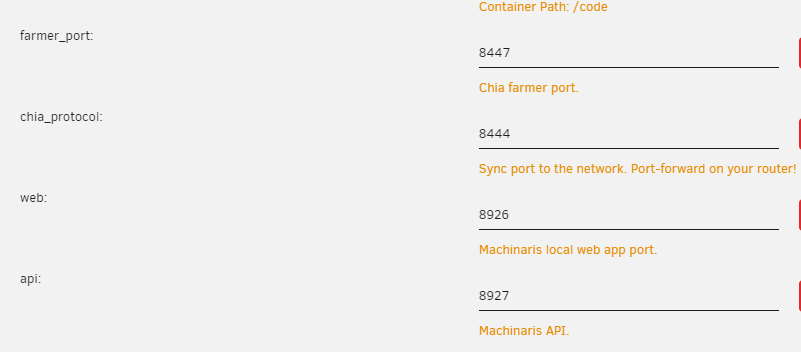 Container Path: /code
farmer_port:
8447
Chia farmer port.
chia_protocol:
8444
Sync port to the network. Port-forward on your router!
web:
8926
Machinaris local web app port.
api:
8927
Machinaris API.